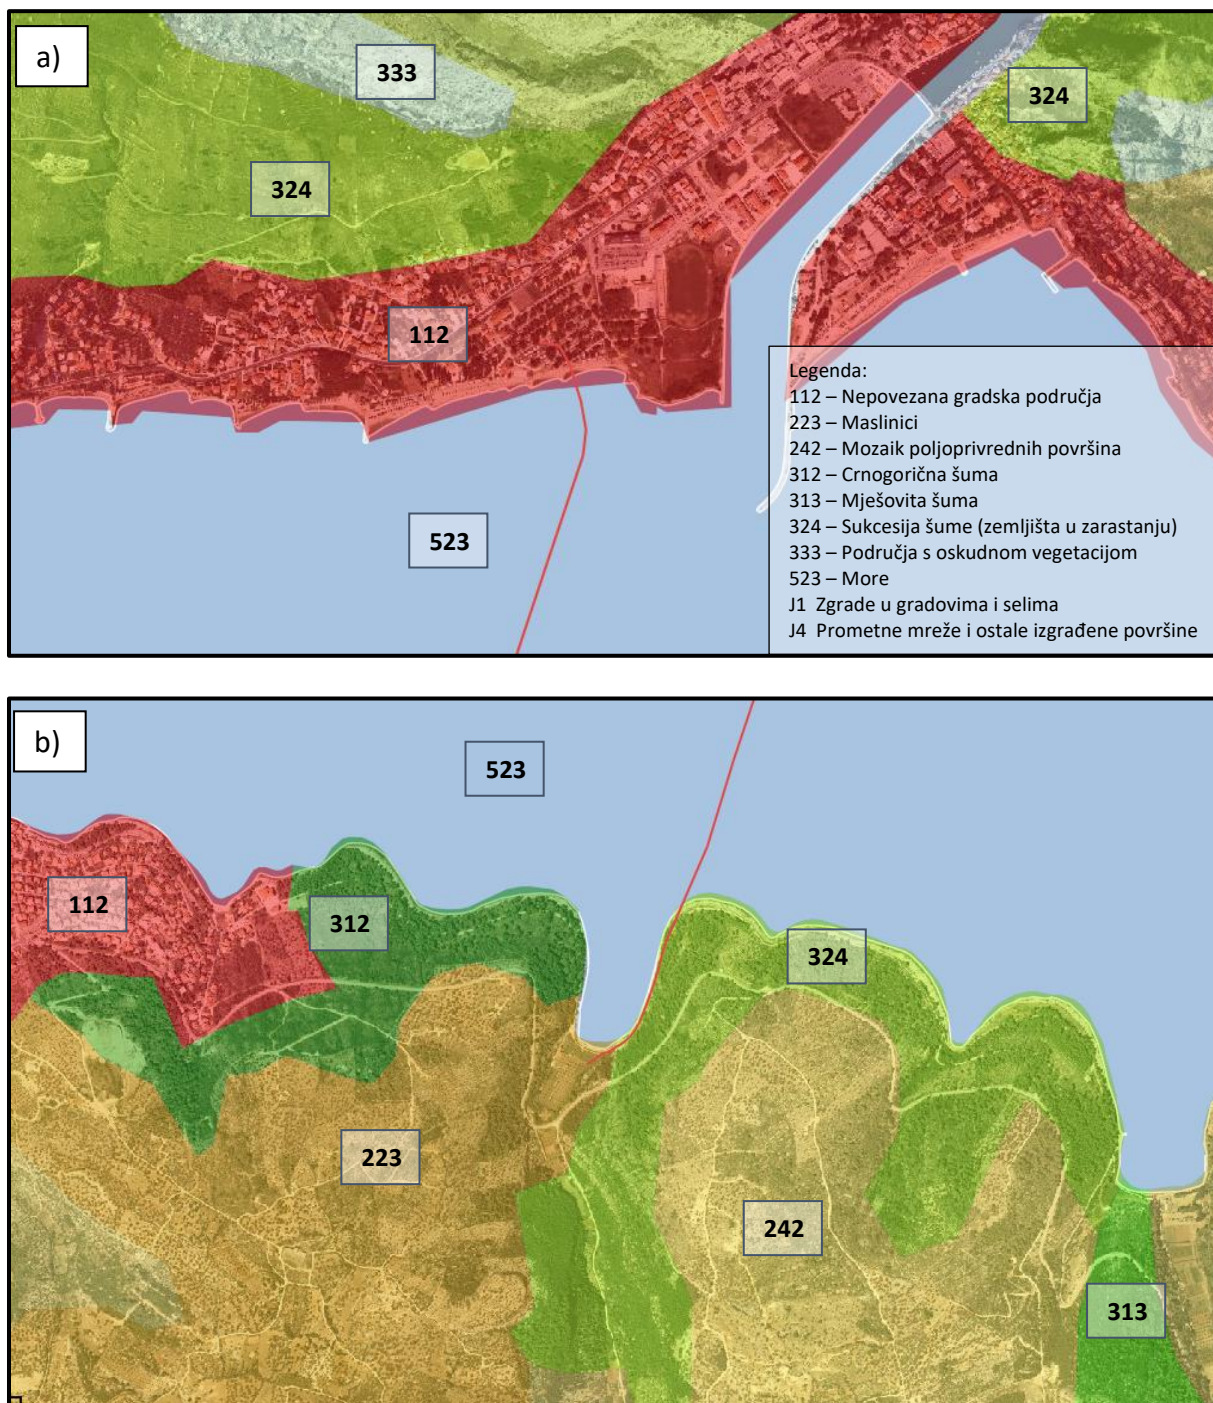 a)
333
324
324
112
523
Legenda:
112 – Nepovezana gradska područja
223 – Maslinici
242 – Mozaik poljoprivrednih površina
312 – Crnogorična šuma
313 – Mješovita šuma
324 – Sukcesija šume (zemljišta u zarastanju)
333 – Područja s oskudnom vegetacijom
523 – More
J1 Zgrade u gradovima i selima
J4 Prometne mreže i ostale izgrađene površine
b)
523
112
312
324
223
242
313